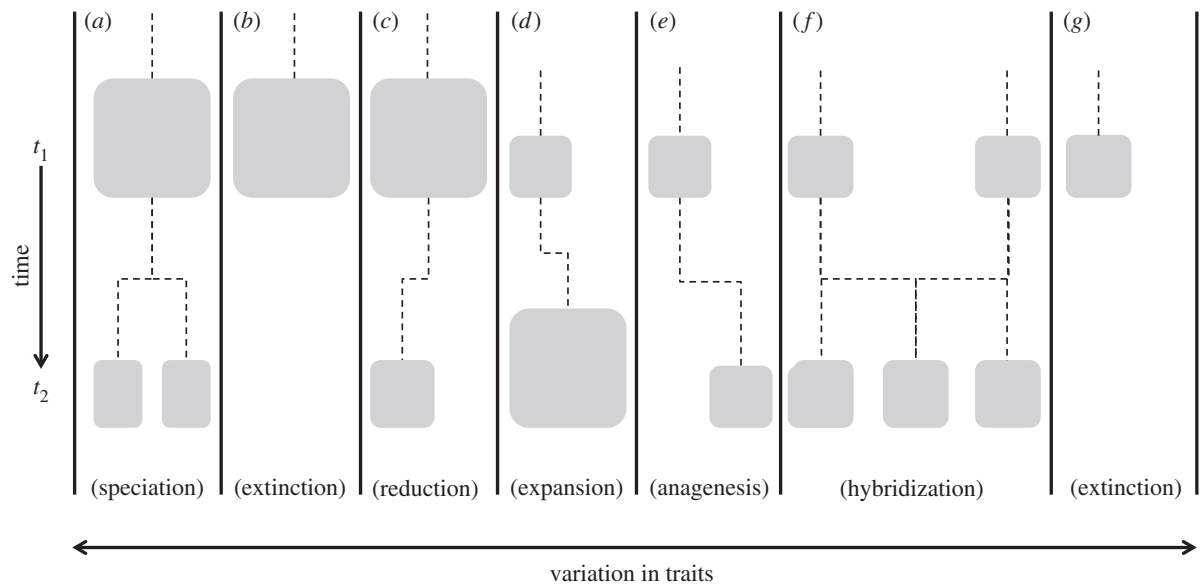 (a) (b) (c) (d) (e) (f) (g)
t1
time
t2
(speciation) (extinction) (reduction) (expansion) (anagenesis) (hybridization) (extinction)
variation in traits